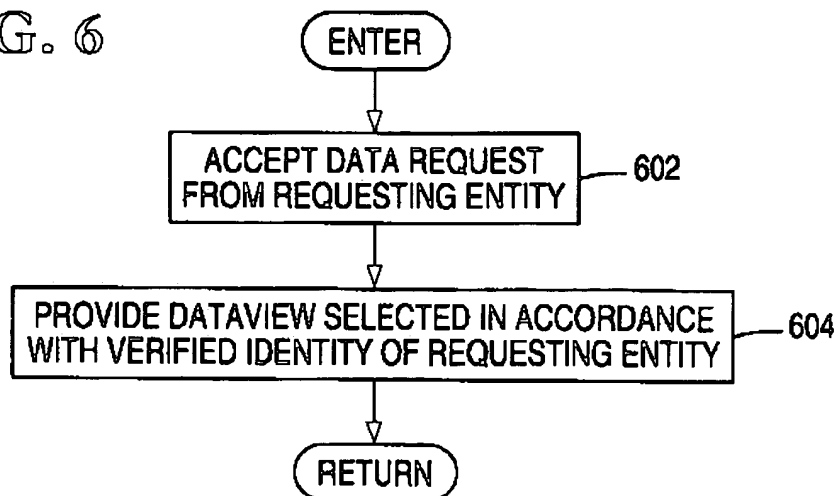 G. 6
ENTER
ACCEPT DATA REQUEST
FROM REQUESTING ENTITY
602
PROVIDE DATAVIEW SELECTED IN ACCORDANCE
WITH VERIFIED IDENTITY OF REQUESTING ENTITY
604
RETURN